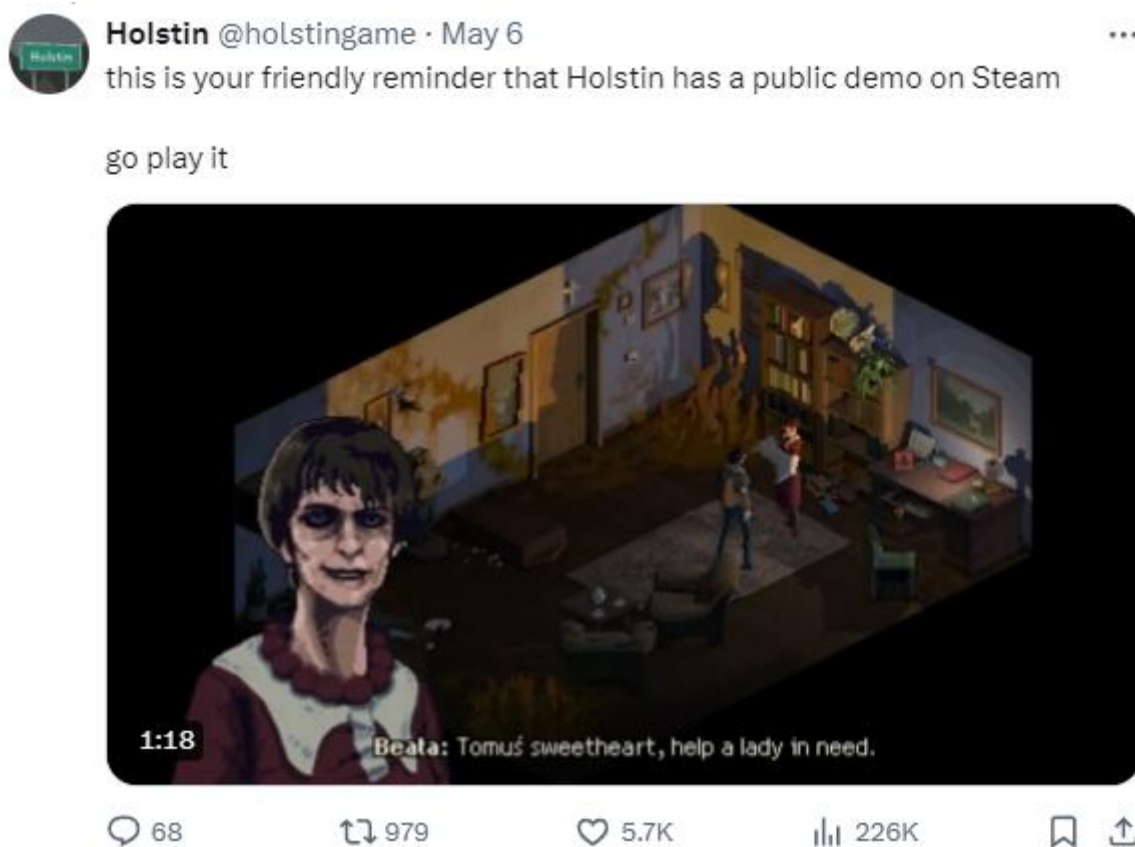 Holstin @holstingame · May 6
this is your friendly reminder that Holstin has a public demo on Steam
go play it
Holstin
1:18
Beata: Tomuś sweetheart, help a lady in need.
68 979 5.7K 226K